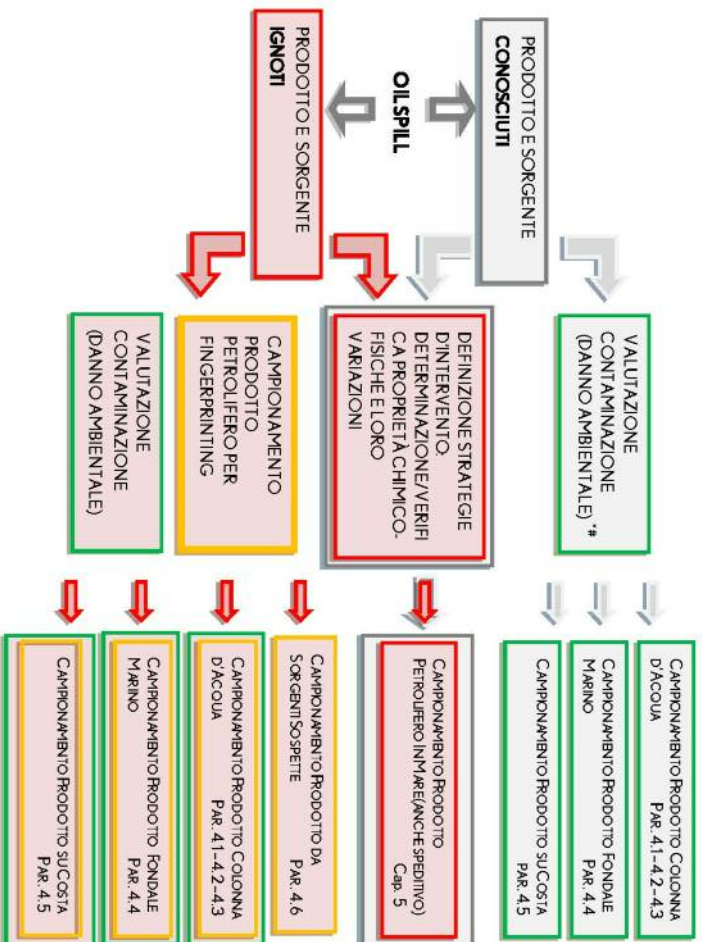 OIL SPILL
PRODOTTO E SORGENTE
CONOSCIUTI
PRODOTTO E SORGENTE
IGNOTI
VALUTAZIONE
CONTAMINAZIONE
(DANNO AMBIENTALE) *#
DEFINIZIONE STRATEGIE
D'INTERVENTO,
DETERMINAZIONE/VERIFI
CA PROPRIETÀ CHIMICO-
FISICHE E LORO
VARIAZIONI
CAMPIONAMENTO
PRODOTTO
PETROLIFERO PER
FINGERPRINTING
VALUTAZIONE
CONTAMINAZIONE
(DANNO AMBIENTALE)
CAMPIONAMENTO PRODOTTO COLONNA
D'ACQUA PAR. 4.1–4.2–4.3
CAMPIONAMENTO PRODOTTO FONDALE
MARINO PAR. 4.4
CAMPIONAMENTO PRODOTTO SU COSTA
PAR. 4.5
CAMPIONAMENTO PRODOTTO
PETROLIFERO IN MARE (ANCHE SPEDITIVO)
Cap. 5
CAMPIONAMENTO PRODOTTO DA
SORGENTI SOSPETTE PAR. 4.6
CAMPIONAMENTO PRODOTTO COLONNA
D'ACQUA PAR. 4.1–4.2–4.3
CAMPIONAMENTO PRODOTTO FONDALE
MARINO PAR. 4.4
CAMPIONAMENTO PRODOTTO SU COSTA
PAR. 4.5